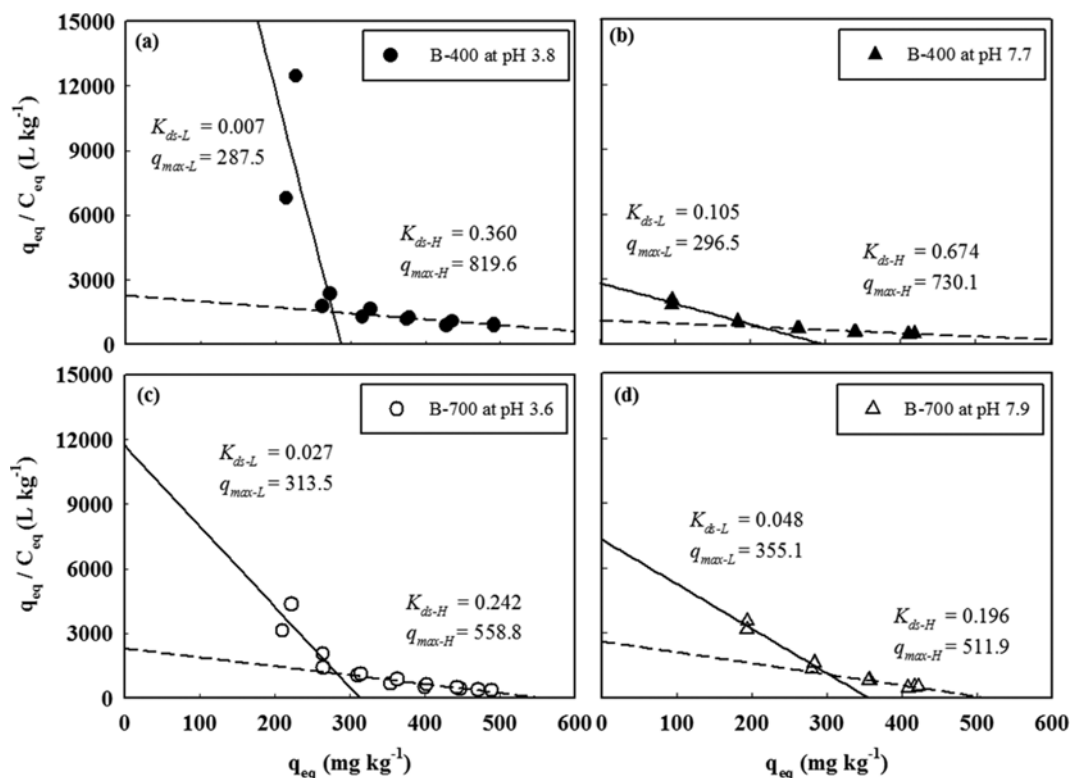 (a)
B-400 at pH 3.8
K_ds-L = 0.007
q_max-L = 287.5
K_ds-H = 0.360
q_max-H = 819.6
15000
12000
9000
6000
3000
0
q_eq / C_eq (L kg⁻¹)
(b)
B-400 at pH 7.7
K_ds-L = 0.105
q_max-L = 296.5
K_ds-H = 0.674
q_max-H = 730.1
(c)
B-700 at pH 3.6
K_ds-L = 0.027
q_max-L = 313.5
K_ds-H = 0.242
q_max-H = 558.8
15000
12000
9000
6000
3000
0
q_eq / C_eq (L kg⁻¹)
0 100 200 300 400 500 600
q_eq (mg kg⁻¹)
(d)
B-700 at pH 7.9
K_ds-L = 0.048
q_max-L = 355.1
K_ds-H = 0.196
q_max-H = 511.9
0 100 200 300 400 500 600
q_eq (mg kg⁻¹)